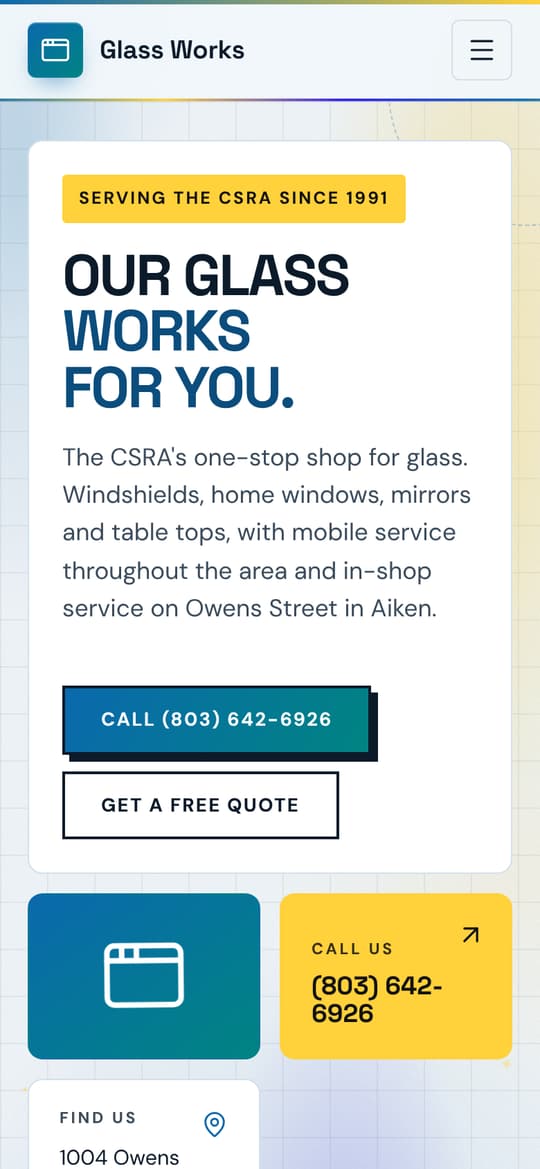 Glass Works
SERVING THE CSRA SINCE 1991
OUR GLASS
WORKS
FOR YOU.
The CSRA's one-stop shop for glass.
Windshields, home windows, mirrors
and table tops, with mobile service
throughout the area and in-shop
service on Owens Street in Aiken.
CALL (803) 642-6926
GET A FREE QUOTE
CALL US
(803) 642-
6926
FIND US
1004 Owens